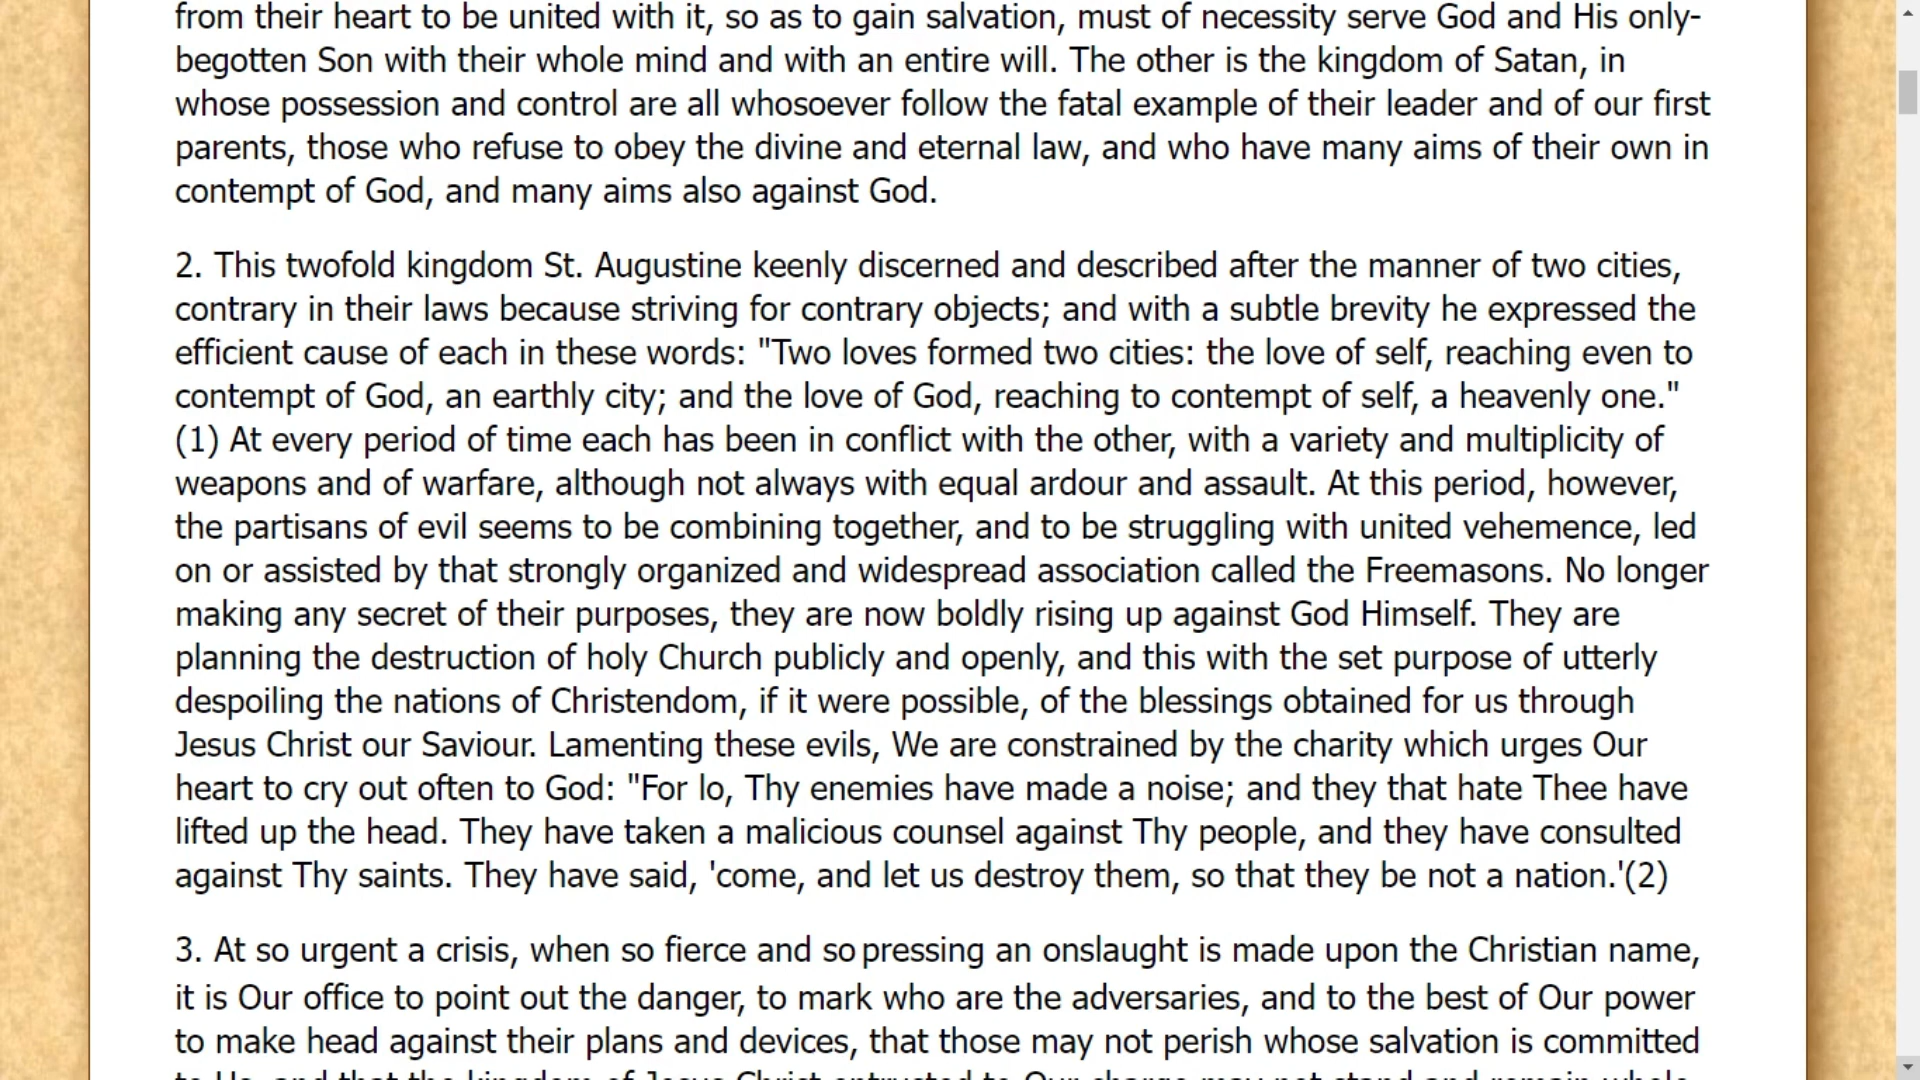 from their heart to be united with it, so as to gain salvation, must of necessity serve God and His only-
begotten Son with their whole mind and with an entire will. The other is the kingdom of Satan, in
whose possession and control are all whosoever follow the fatal example of their leader and of our first
parents, those who refuse to obey the divine and eternal law, and who have many aims of their own in
contempt of God, and many aims also against God.
2. This twofold kingdom St. Augustine keenly discerned and described after the manner of two cities,
contrary in their laws because striving for contrary objects; and with a subtle brevity he expressed the
efficient cause of each in these words: "Two loves formed two cities: the love of self, reaching even to
contempt of God, an earthly city; and the love of God, reaching to contempt of self, a heavenly one."
(1) At every period of time each has been in conflict with the other, with a variety and multiplicity of
weapons and of warfare, although not always with equal ardour and assault. At this period, however,
the partisans of evil seems to be combining together, and to be struggling with united vehemence, led
on or assisted by that strongly organized and widespread association called the Freemasons. No longer
making any secret of their purposes, they are now boldly rising up against God Himself. They are
planning the destruction of holy Church publicly and openly, and this with the set purpose of utterly
despoiling the nations of Christendom, if it were possible, of the blessings obtained for us through
Jesus Christ our Saviour. Lamenting these evils, We are constrained by the charity which urges Our
heart to cry out often to God: "For lo, Thy enemies have made a noise; and they that hate Thee have
lifted up the head. They have taken a malicious counsel against Thy people, and they have consulted
against Thy saints. They have said, 'come, and let us destroy them, so that they be not a nation.'(2)
3. At so urgent a crisis, when so fierce and so pressing an onslaught is made upon the Christian name,
it is Our office to point out the danger, to mark who are the adversaries, and to the best of Our power
to make head against their plans and devices, that those may not perish whose salvation is committed
to Us, and that the kingdom of Jesus Christ entrusted to Our charge may not stand and remain whole